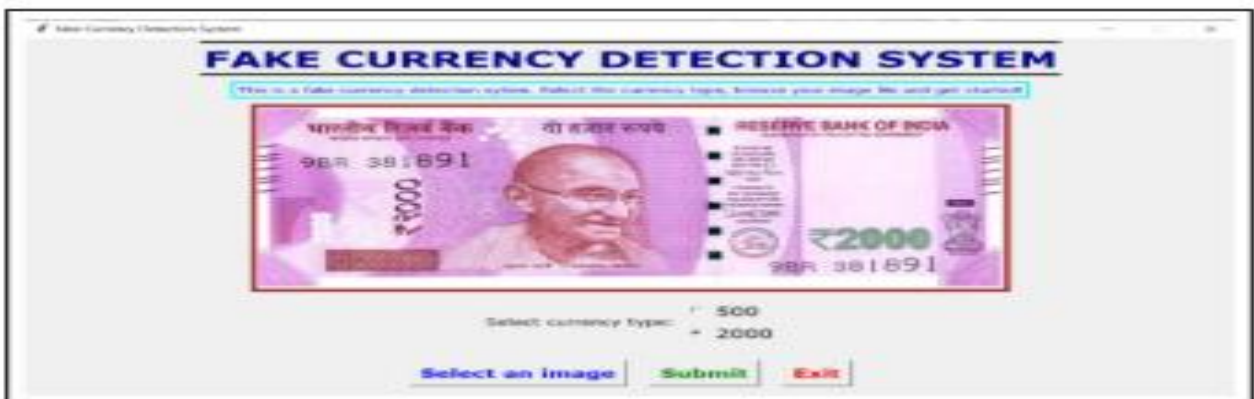 Fake Currency Detection System
FAKE CURRENCY DETECTION SYSTEM
This is a fake currency detection sytem. Select the currency type, browse your image file and get started!
भारतीय रिज़र्व बैंक
दो हज़ार रुपये
RESERVE BANK OF INDIA
9BR 381891
₹2000
₹2000
9BR 381891
Select currency type:
500
2000
Select an image
Submit
Exit